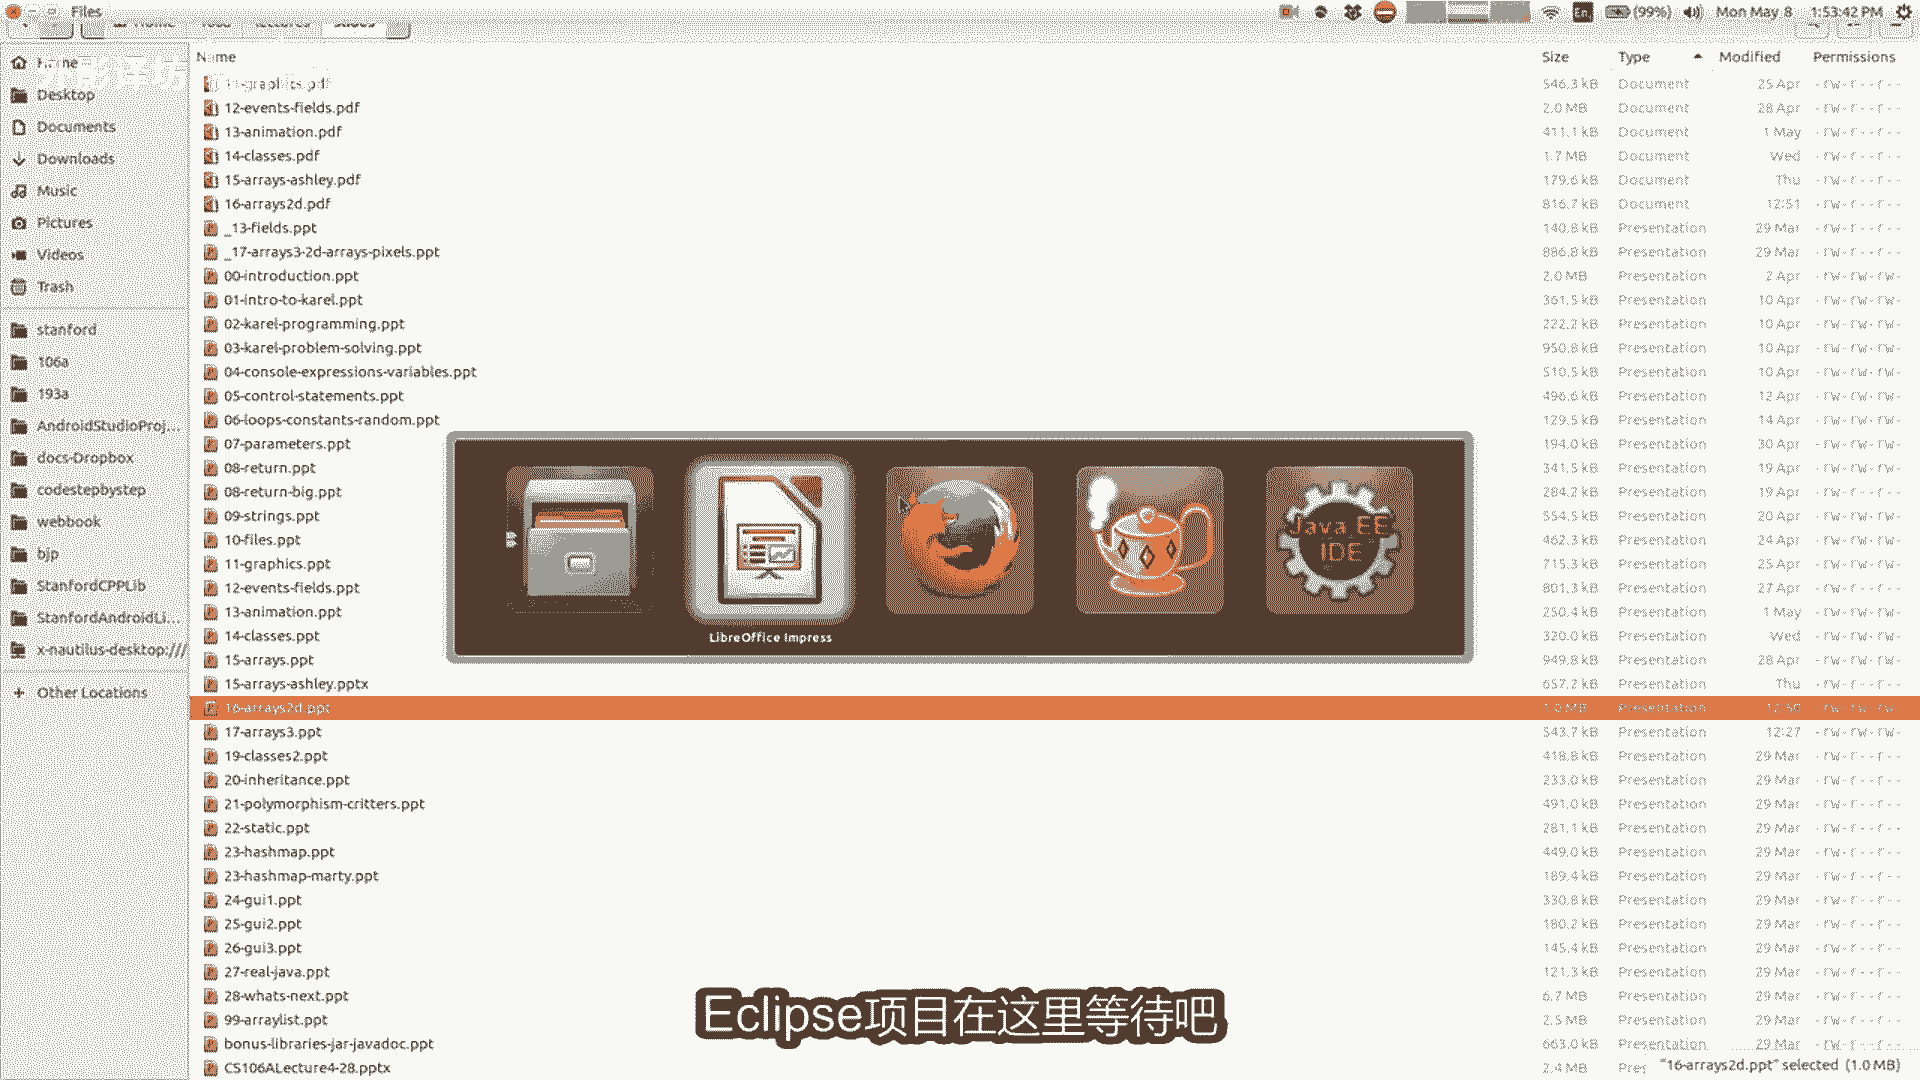 Files
(99%) Mon May 8 1:53:42 PM
Name Size Type Modified Permissions
Home
Desktop
Documents
Downloads
Music
Pictures
Videos
Trash
stanford
106a
193a
AndroidStudioProj...
docs-Dropbox
codestepbystep
webbook
bjp
StanfordCPPLib
StanfordAndroidLi...
x-nautilus-desktop:///
Other Locations
11-graphics.pdf 546.3 kB Document 25 Apr -rw-r--r--
12-events-fields.pdf 2.0 MB Document 28 Apr -rw-r--r--
13-animation.pdf 411.1 kB Document 1 May -rw-r--r--
14-classes.pdf 1.7 MB Document Wed -rw-r--r--
15-arrays-ashley.pdf 179.6 kB Document Thu -rw-r--r--
16-arrays2d.pdf 816.7 kB Document 12:51 -rw-r--r--
_13-fields.ppt 140.8 kB Presentation 29 Mar -rw-r--r--
_17-arrays3-2d-arrays-pixels.ppt 886.8 kB Presentation 29 Mar -rw-r--r--
00-introduction.ppt 2.0 MB Presentation 2 Apr -rw-rw-rw-
01-intro-to-karel.ppt 361.5 kB Presentation 10 Apr -rw-rw-rw-
02-karel-programming.ppt 222.2 kB Presentation 10 Apr -rw-rw-rw-
03-karel-problem-solving.ppt 950.8 kB Presentation 10 Apr -rw-rw-rw-
04-console-expressions-variables.ppt 510.5 kB Presentation 10 Apr -rw-rw-rw-
05-control-statements.ppt 496.6 kB Presentation 12 Apr -rw-rw-rw-
06-loops-constants-random.ppt 129.5 kB Presentation 14 Apr -rw-rw-rw-
07-parameters.ppt 194.0 kB Presentation 30 Apr -rw-rw-rw-
08-return.ppt 341.5 kB Presentation 19 Apr -rw-rw-rw-
08-return-big.ppt 284.2 kB Presentation 19 Apr -rw-r--r--
09-strings.ppt 554.5 kB Presentation 20 Apr -rw-rw-rw-
10-files.ppt 462.3 kB Presentation 24 Apr -rw-rw-rw-
11-graphics.ppt 715.3 kB Presentation 25 Apr -rw-rw-rw-
12-events-fields.ppt 801.3 kB Presentation 27 Apr -rw-rw-rw-
13-animation.ppt 250.4 kB Presentation 1 May -rw-rw-rw-
14-classes.ppt 320.0 kB Presentation Wed -rw-rw-rw-
15-arrays.ppt 949.8 kB Presentation 28 Apr -rw-rw-rw-
15-arrays-ashley.pptx 657.2 kB Presentation Thu -rw-r--r--
16-arrays2d.ppt 1.0 MB Presentation 12:50 -rw-rw-rw-
17-arrays3.ppt 543.7 kB Presentation 12:27 -rw-rw-rw-
19-classes2.ppt 418.8 kB Presentation 29 Mar -rw-r--r--
20-inheritance.ppt 233.0 kB Presentation 29 Mar -rw-r--r--
21-polymorphism-critters.ppt 491.0 kB Presentation 29 Mar -rw-r--r--
22-static.ppt 281.1 kB Presentation 29 Mar -rw-r--r--
23-hashmap.ppt 449.0 kB Presentation 29 Mar -rw-r--r--
23-hashmap-marty.ppt 189.4 kB Presentation 29 Mar -rw-r--r--
24-gui1.ppt 330.8 kB Presentation 29 Mar -rw-r--r--
25-gui2.ppt 180.2 kB Presentation 29 Mar -rw-r--r--
26-gui3.ppt 145.4 kB Presentation 29 Mar -rw-r--r--
27-real-java.ppt 121.3 kB Presentation 29 Mar -rw-r--r--
28-whats-next.ppt 6.7 MB Presentation 29 Mar -rw-r--r--
99-arraylist.ppt 2.5 MB Presentation 29 Mar -rw-r--r--
bonus-libraries-jar-javadoc.ppt 663.0 kB Presentation 29 Mar -rw-r--r--
CS106ALecture4-28.pptx 2.4 MB
Java EE
IDE
LibreOffice Impress
Eclipse项目在这里等待吧
"16-arrays2d.ppt" selected (1.0 MB)